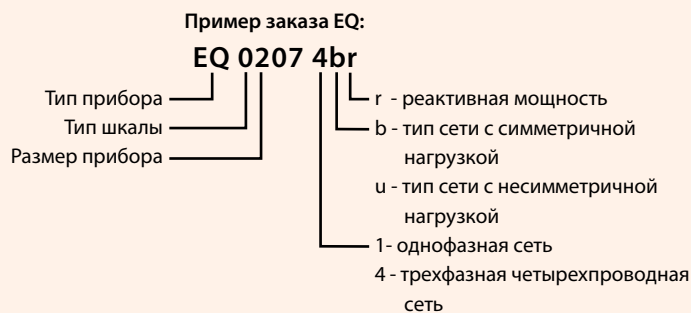 Пример заказа EQ:
EQ 0207 4br
Тип прибора
Тип шкалы
Размер прибора
r - реактивная мощность
b - тип сети с симметричной
нагрузкой
u - тип сети с несимметричной
нагрузкой
1- однофазная сеть
4 - трехфазная четырехпроводная
сеть